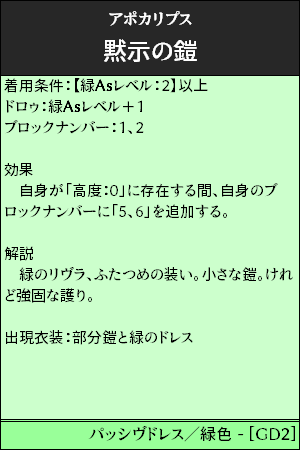 アポカリプス
黙示の鎧
着用条件：【緑Asレベル：2】以上
ドロゥ：緑Asレベル＋1
ブロックナンバー：1、2
効果
　自身が「高度：0」に存在する間、自身のブ
ロックナンバーに「5、6」を追加する。
解説
　緑のリヴラ、ふたつめの装い。小さな鎧。けれ
ど強固な護り。
出現衣装：部分鎧と緑のドレス
パッシヴドレス／緑色 - [GD2]